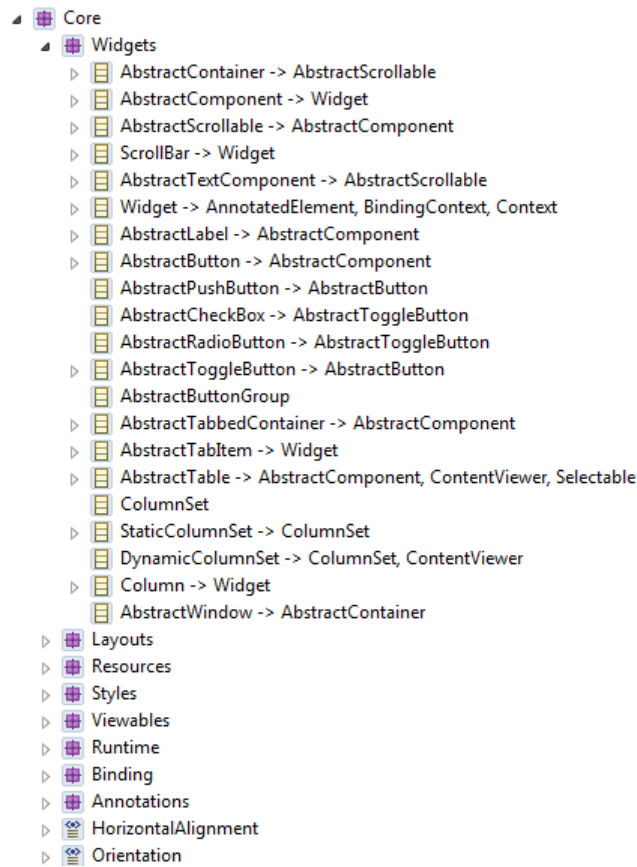 Core
Widgets
AbstractContainer -> AbstractScrollable
AbstractComponent -> Widget
AbstractScrollable -> AbstractComponent
ScrollBar -> Widget
AbstractTextComponent -> AbstractScrollable
Widget -> AnnotatedElement, BindingContext, Context
AbstractLabel -> AbstractComponent
AbstractButton -> AbstractComponent
AbstractPushButton -> AbstractButton
AbstractCheckBox -> AbstractToggleButton
AbstractRadioButton -> AbstractToggleButton
AbstractToggleButton -> AbstractButton
AbstractButtonGroup
AbstractTabbedContainer -> AbstractComponent
AbstractTabItem -> Widget
AbstractTable -> AbstractComponent, ContentViewer, Selectable
ColumnSet
StaticColumnSet -> ColumnSet
DynamicColumnSet -> ColumnSet, ContentViewer
Column -> Widget
AbstractWindow -> AbstractContainer
Layouts
Resources
Styles
Viewables
Runtime
Binding
Annotations
HorizontalAlignment
Orientation